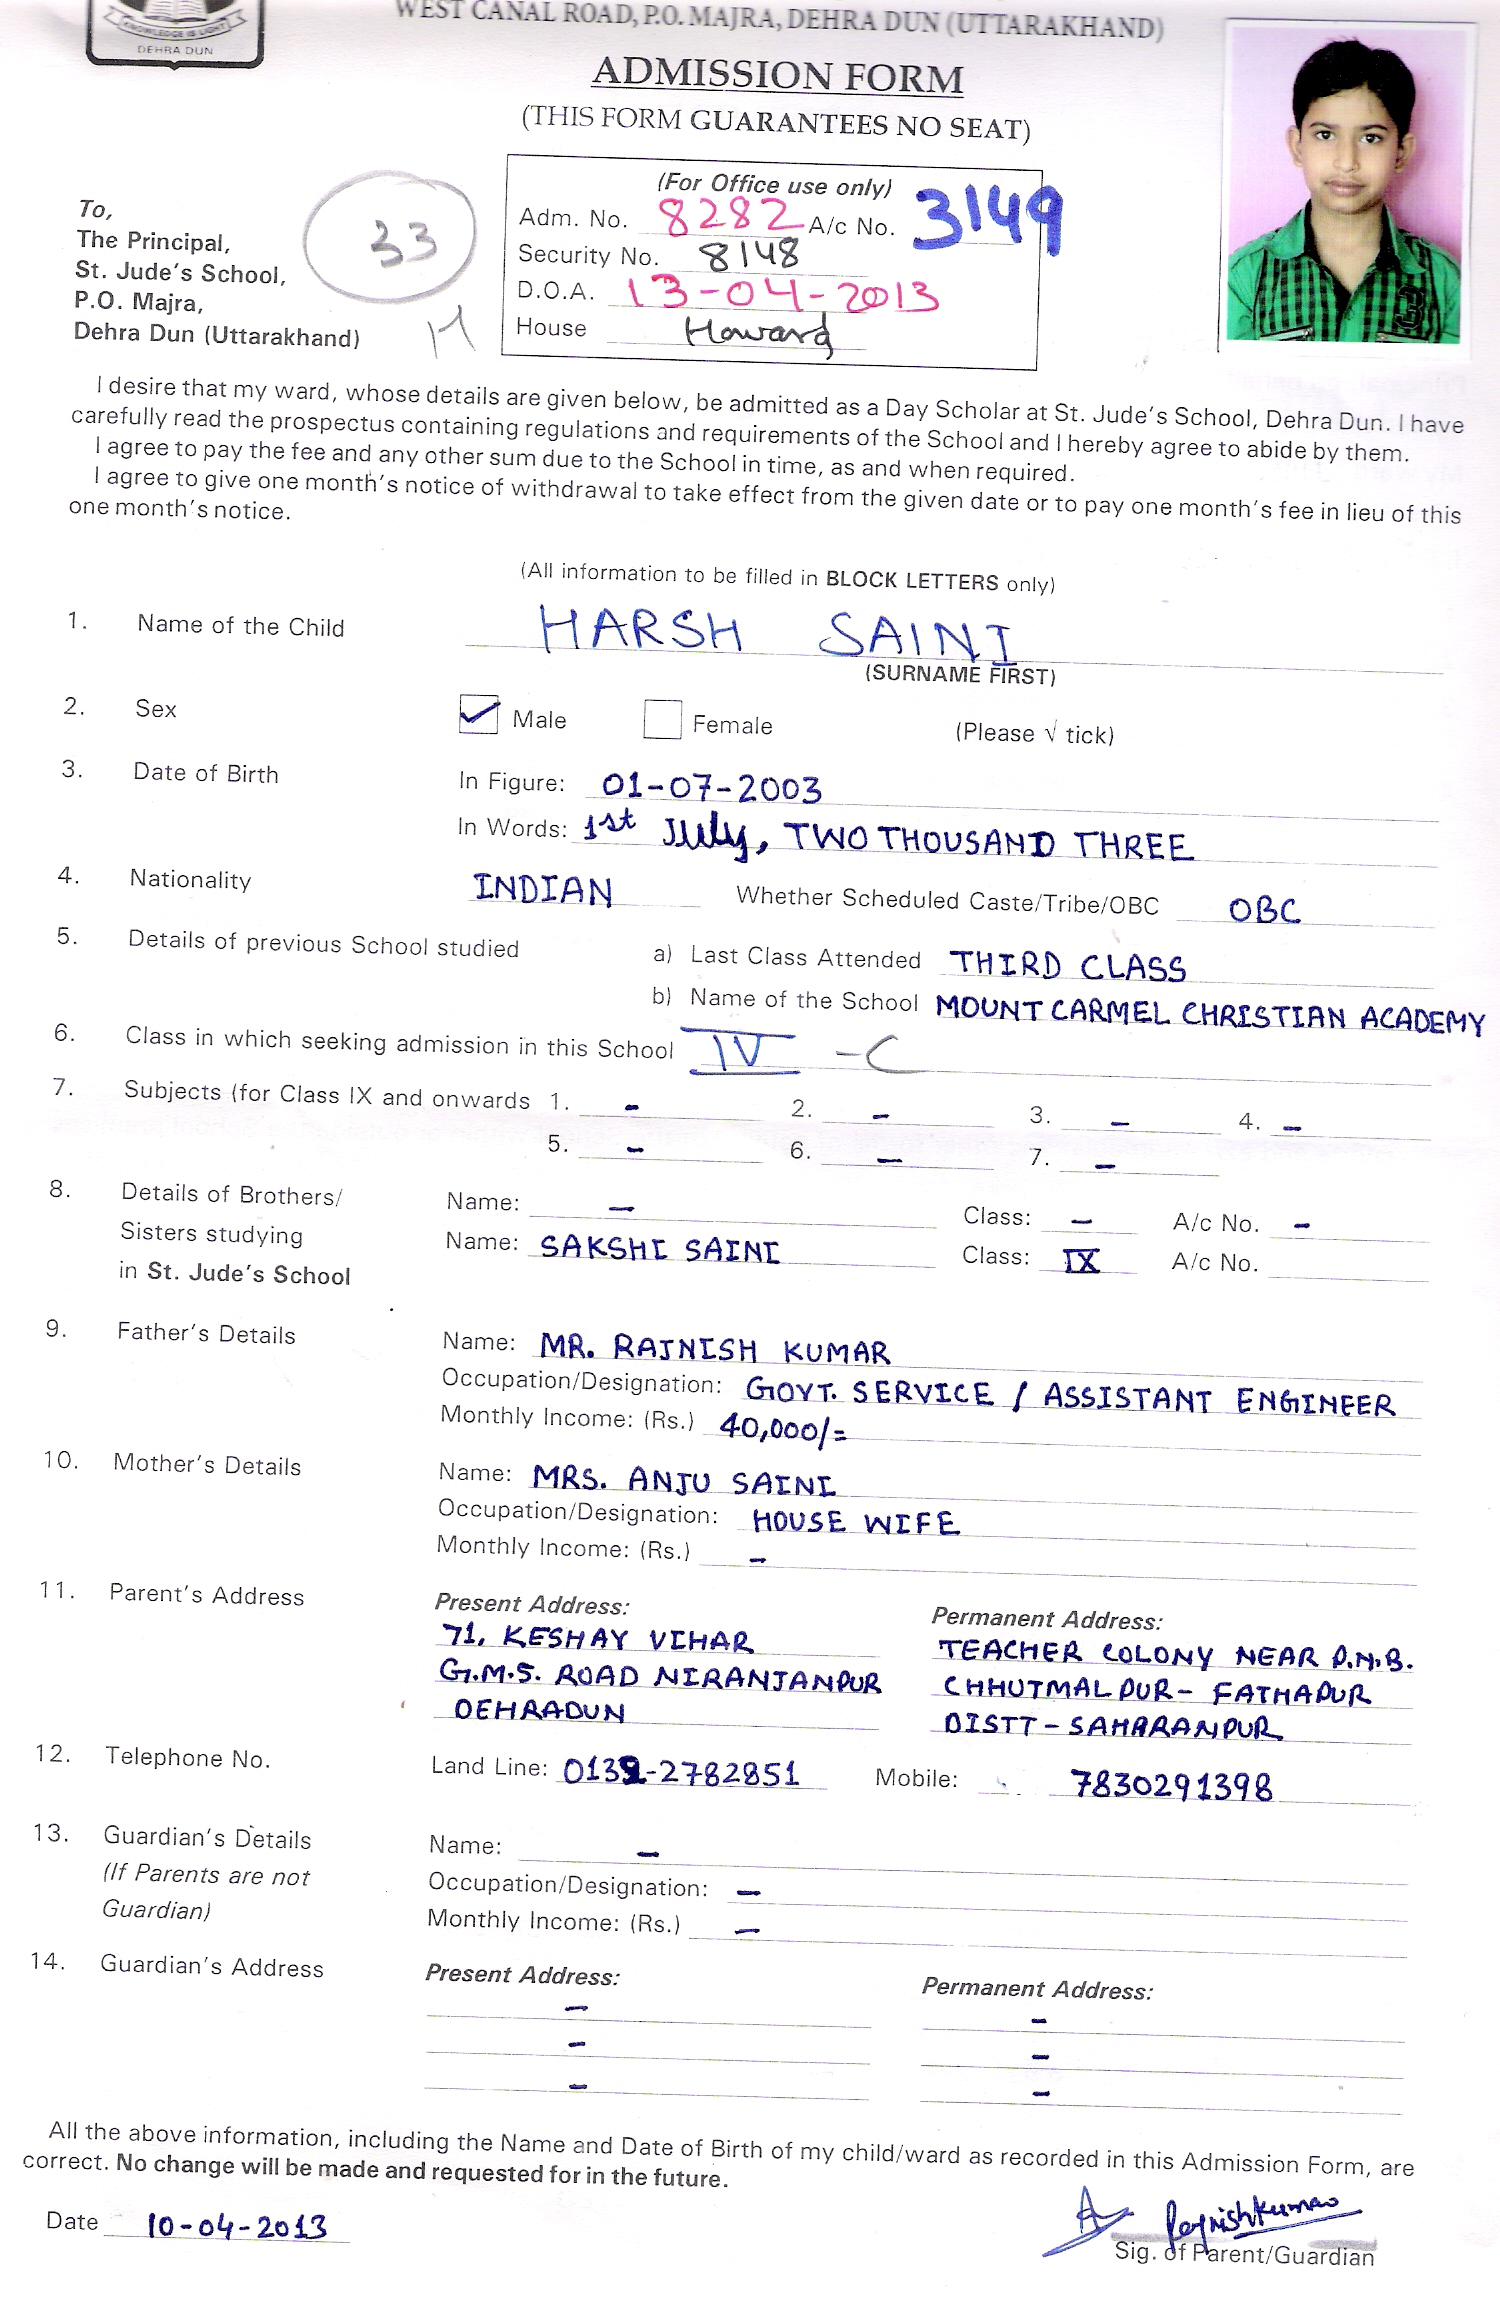 KNOWLEDGE IS LIGHT
DEHRA DUN
WEST CANAL ROAD, P.O. MAJRA, DEHRA DUN (UTTARAKHAND)
ADMISSION FORM
(THIS FORM GUARANTEES NO SEAT)
(For Office use only)
Adm. No. 8282 A/c No. 3149
Security No. 8148
D.O.A. 13-04-2013
House Howard
To,
The Principal,
St. Jude's School,
P.O. Majra,
Dehra Dun (Uttarakhand)
33
I desire that my ward, whose details are given below, be admitted as a Day Scholar at St. Jude's School, Dehra Dun. I have
carefully read the prospectus containing regulations and requirements of the School and I hereby agree to abide by them.
I agree to pay the fee and any other sum due to the School in time, as and when required.
I agree to give one month's notice of withdrawal to take effect from the given date or to pay one month's fee in lieu of this
one month's notice.
(All information to be filled in BLOCK LETTERS only)
1. Name of the Child HARSH SAINI
(SURNAME FIRST)
2. Sex Male Female (Please √ tick)
3. Date of Birth In Figure: 01-07-2003
In Words: 1st July, TWO THOUSAND THREE
4. Nationality INDIAN Whether Scheduled Caste/Tribe/OBC OBC
5. Details of previous School studied a) Last Class Attended THIRD CLASS
b) Name of the School MOUNT CARMEL CHRISTIAN ACADEMY
6. Class in which seeking admission in this School IV - C
7. Subjects (for Class IX and onwards 1. - 2. - 3. - 4. -
5. - 6. - 7. -
8. Details of Brothers/ Name: - Class: - A/c No. -
Sisters studying Name: SAKSHI SAINI Class: IX A/c No.
in St. Jude's School
9. Father's Details Name: MR. RAJNISH KUMAR
Occupation/Designation: GOVT. SERVICE / ASSISTANT ENGINEER
Monthly Income: (Rs.) 40,000/=
10. Mother's Details Name: MRS. ANJU SAINI
Occupation/Designation: HOUSE WIFE
Monthly Income: (Rs.) -
11. Parent's Address Present Address: Permanent Address:
71, KESHAV VIHAR TEACHER COLONY NEAR P.N.B.
G.M.S. ROAD NIRANJANPUR CHHUTMALPUR - FATHAPUR
DEHRADUN DISTT - SAHARANPUR
12. Telephone No. Land Line: 0132-2782851 Mobile: 7830291398
13. Guardian's Details Name: -
(If Parents are not Occupation/Designation: -
Guardian) Monthly Income: (Rs.) -
14. Guardian's Address Present Address: Permanent Address:
- -
- -
- -
All the above information, including the Name and Date of Birth of my child/ward as recorded in this Admission Form, are
correct. No change will be made and requested for in the future.
Date 10-04-2013 Rajnish Kumar
Sig. of Parent/Guardian